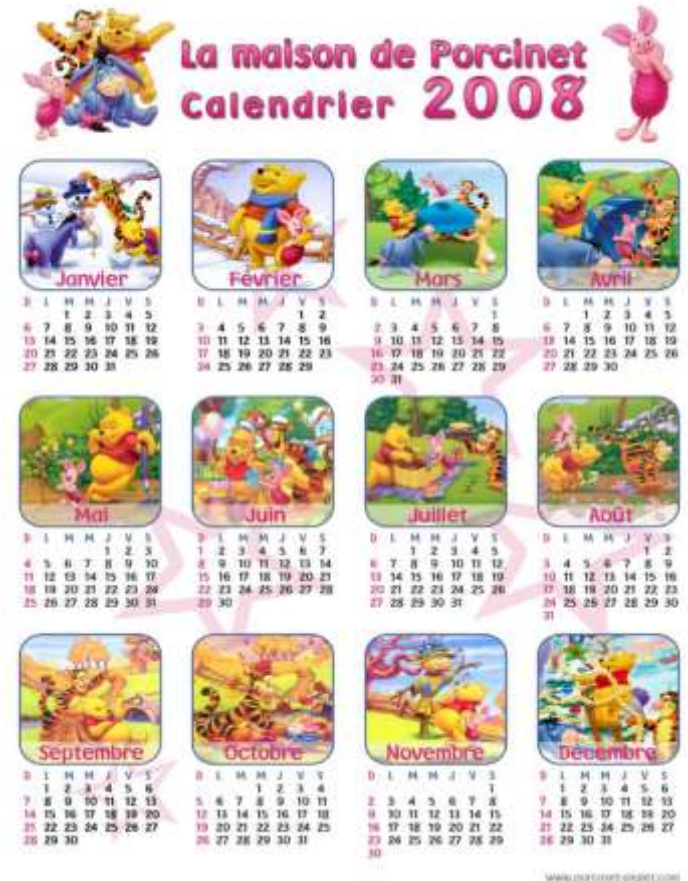 La maison de Porcinet
Calendrier 2008
Janvier
D L M M J V S
1 2 3 4 5
6 7 8 9 10 11 12
13 14 15 16 17 18 19
20 21 22 23 24 25 26
27 28 29 30 31
Février
D L M M J V S
1 2
3 4 5 6 7 8 9
10 11 12 13 14 15 16
17 18 19 20 21 22 23
24 25 26 27 28 29
Mars
D L M M J V S
1
2 3 4 5 6 7 8
9 10 11 12 13 14 15
16 17 18 19 20 21 22
23 24 25 26 27 28 29
30 31
Avril
D L M M J V S
1 2 3 4 5
6 7 8 9 10 11 12
13 14 15 16 17 18 19
20 21 22 23 24 25 26
27 28 29 30
Mai
D L M M J V S
1 2 3
4 5 6 7 8 9 10
11 12 13 14 15 16 17
18 19 20 21 22 23 24
25 26 27 28 29 30 31
Juin
D L M M J V S
1 2 3 4 5 6 7
8 9 10 11 12 13 14
15 16 17 18 19 20 21
22 23 24 25 26 27 28
29 30
Juillet
D L M M J V S
1 2 3 4 5
6 7 8 9 10 11 12
13 14 15 16 17 18 19
20 21 22 23 24 25 26
27 28 29 30 31
Août
D L M M J V S
1 2
3 4 5 6 7 8 9
10 11 12 13 14 15 16
17 18 19 20 21 22 23
24 25 26 27 28 29 30
31
Septembre
D L M M J V S
1 2 3 4 5 6
7 8 9 10 11 12 13
14 15 16 17 18 19 20
21 22 23 24 25 26 27
28 29 30
Octobre
D L M M J V S
1 2 3 4
5 6 7 8 9 10 11
12 13 14 15 16 17 18
19 20 21 22 23 24 25
26 27 28 29 30 31
Novembre
D L M M J V S
1
2 3 4 5 6 7 8
9 10 11 12 13 14 15
16 17 18 19 20 21 22
23 24 25 26 27 28 29
30
Décembre
D L M M J V S
1 2 3 4 5 6
7 8 9 10 11 12 13
14 15 16 17 18 19 20
21 22 23 24 25 26 27
28 29 30 31
www.porcinet-piglet.com